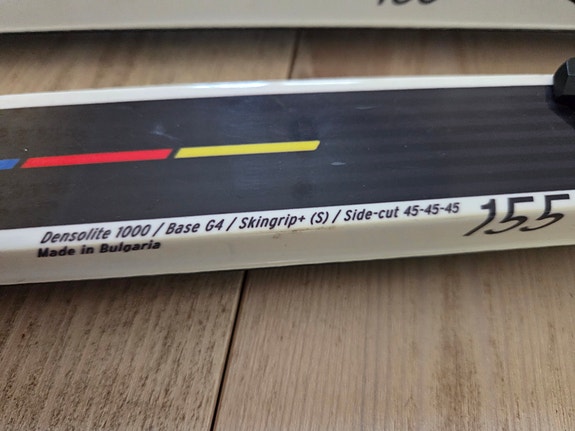 Densolite 1000 / Base G4 / Skingrip+ (S) / Side-cut 45-45-45
155
Made in Bulgaria